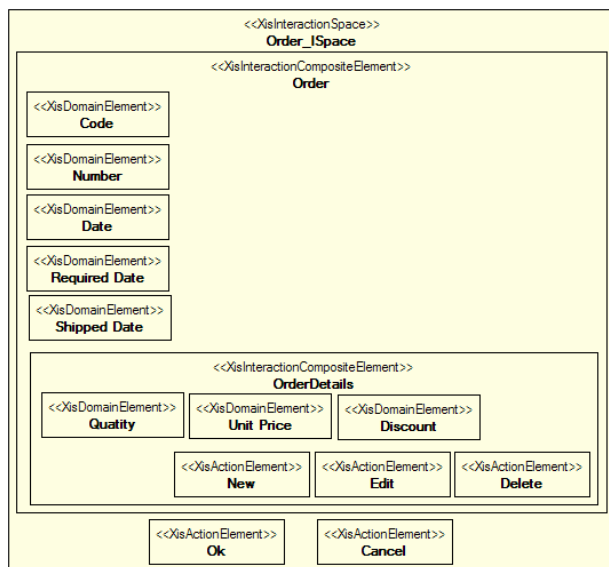 <<XisInteractionSpace>>
Order_ISpace
<<XisInteractionCompositeElement>>
Order
<<XisDomainElement>>
Code
<<XisDomainElement>>
Number
<<XisDomainElement>>
Date
<<XisDomainElement>>
Required Date
<<XisDomainElement>>
Shipped Date
<<XisInteractionCompositeElement>>
OrderDetails
<<XisDomainElement>> <<XisDomainElement>> <<XisDomainElement>>
Quatity Unit Price Discount
<<XisActionElement>> <<XisActionElement>> <<XisActionElement>>
New Edit Delete
<<XisActionElement>> <<XisActionElement>>
Ok Cancel